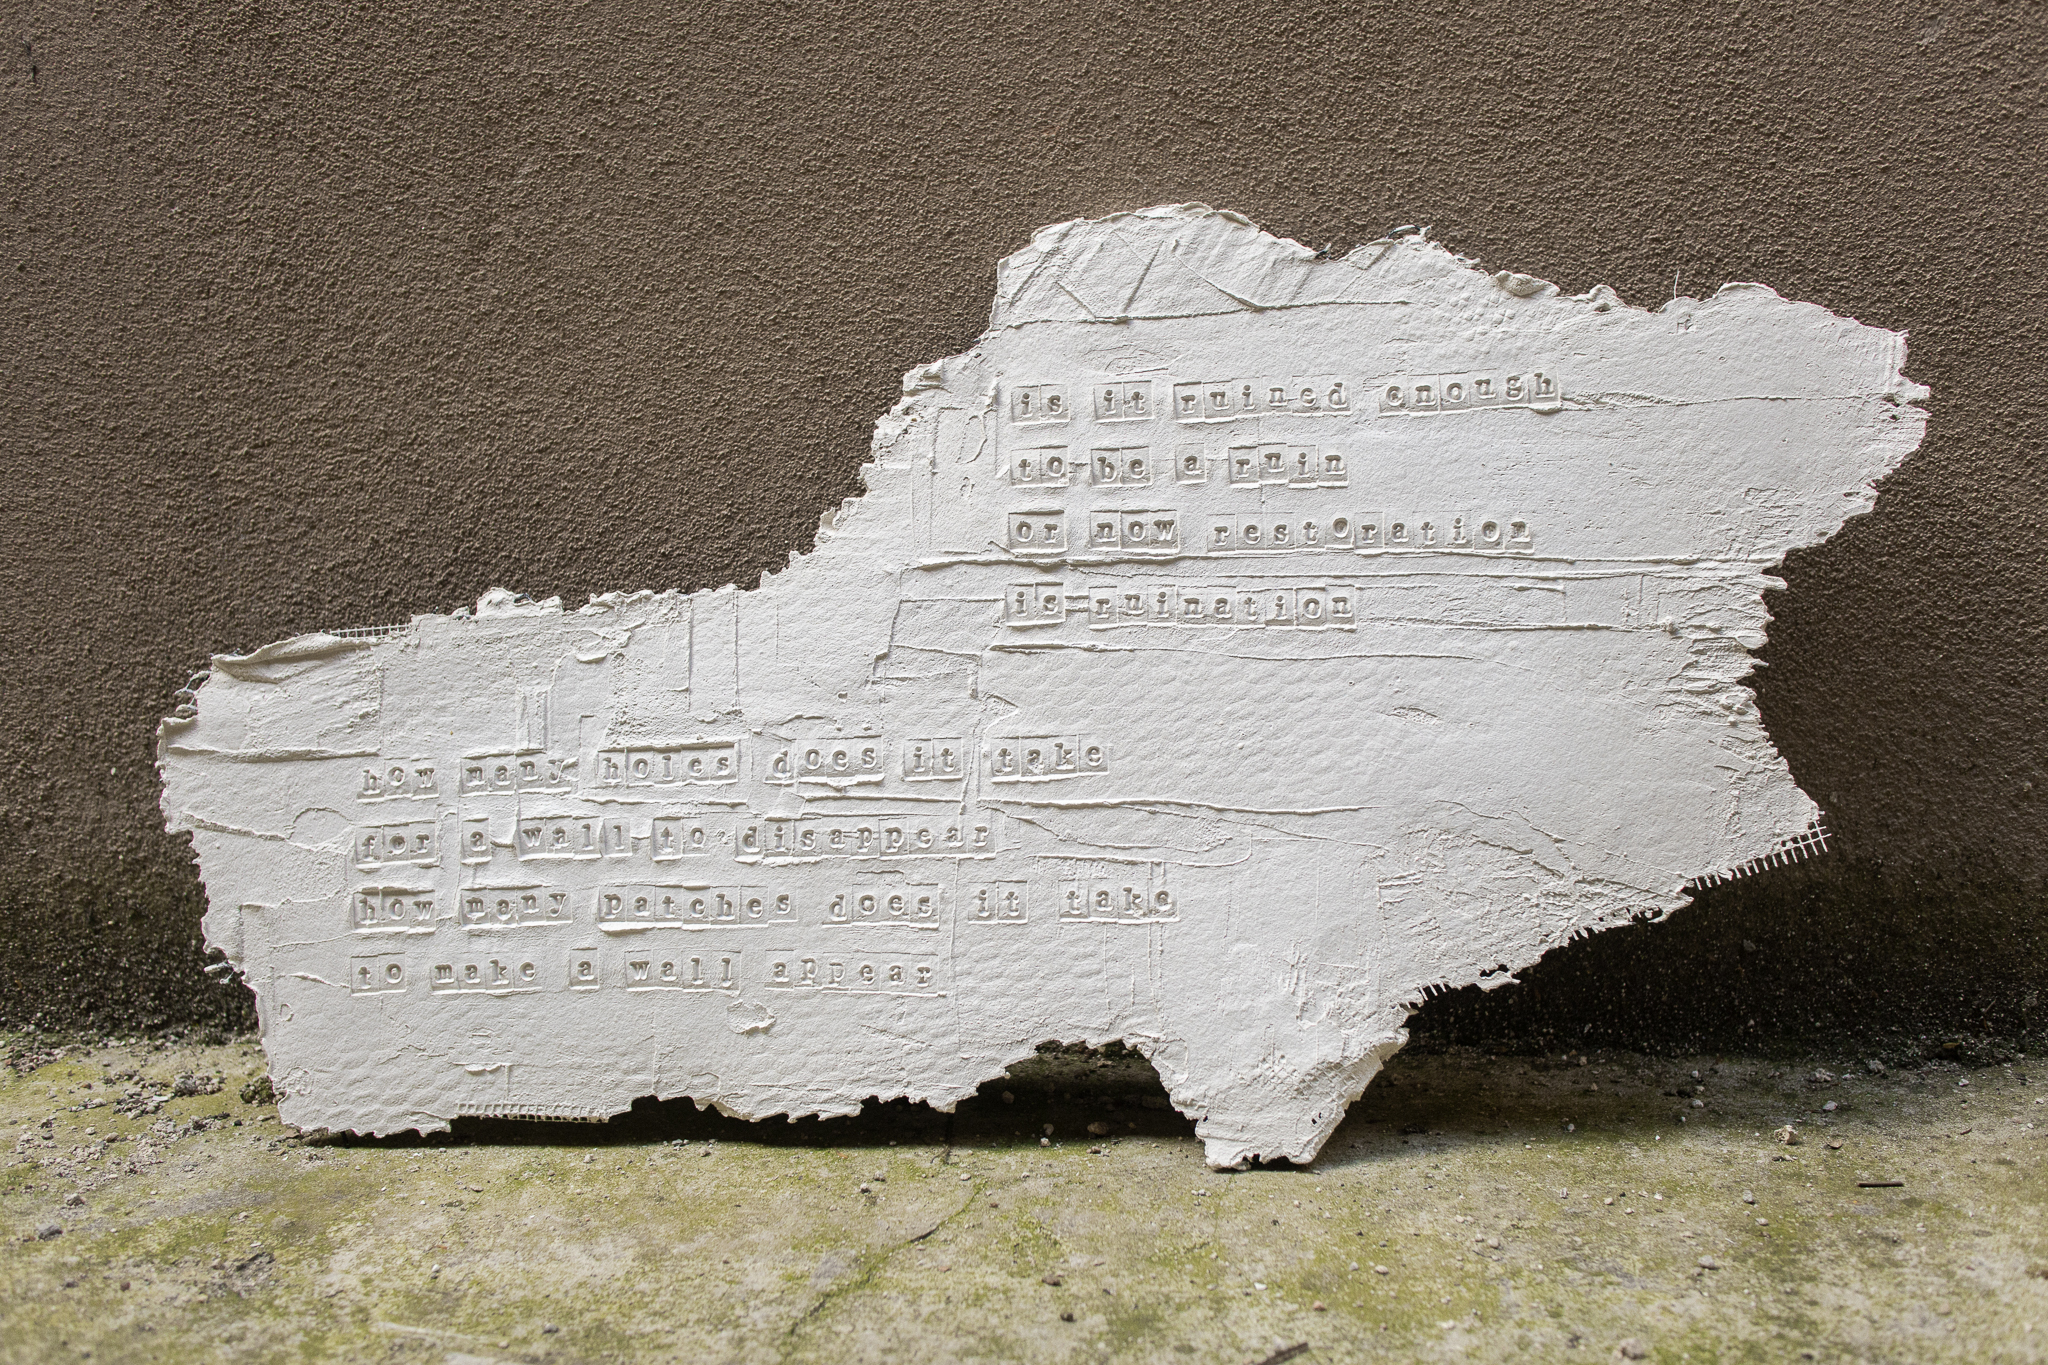 is it ruined enough
to be a ruin
or now restoration
is ruination
how many holes does it take
for a wall to disappear
how many patches does it take
to make a wall appear